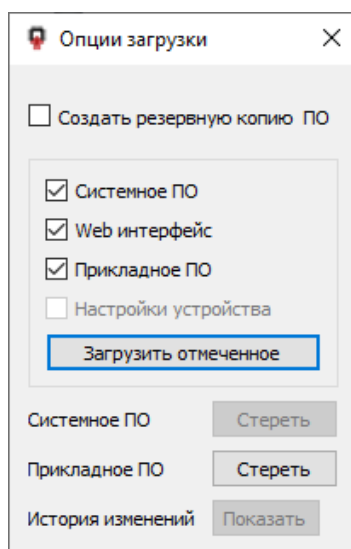 Опции загрузки
Создать резервную копию ПО
Системное ПО
Web интерфейс
Прикладное ПО
Настройки устройства
Загрузить отмеченное
Системное ПО Стереть
Прикладное ПО Стереть
История изменений Показать